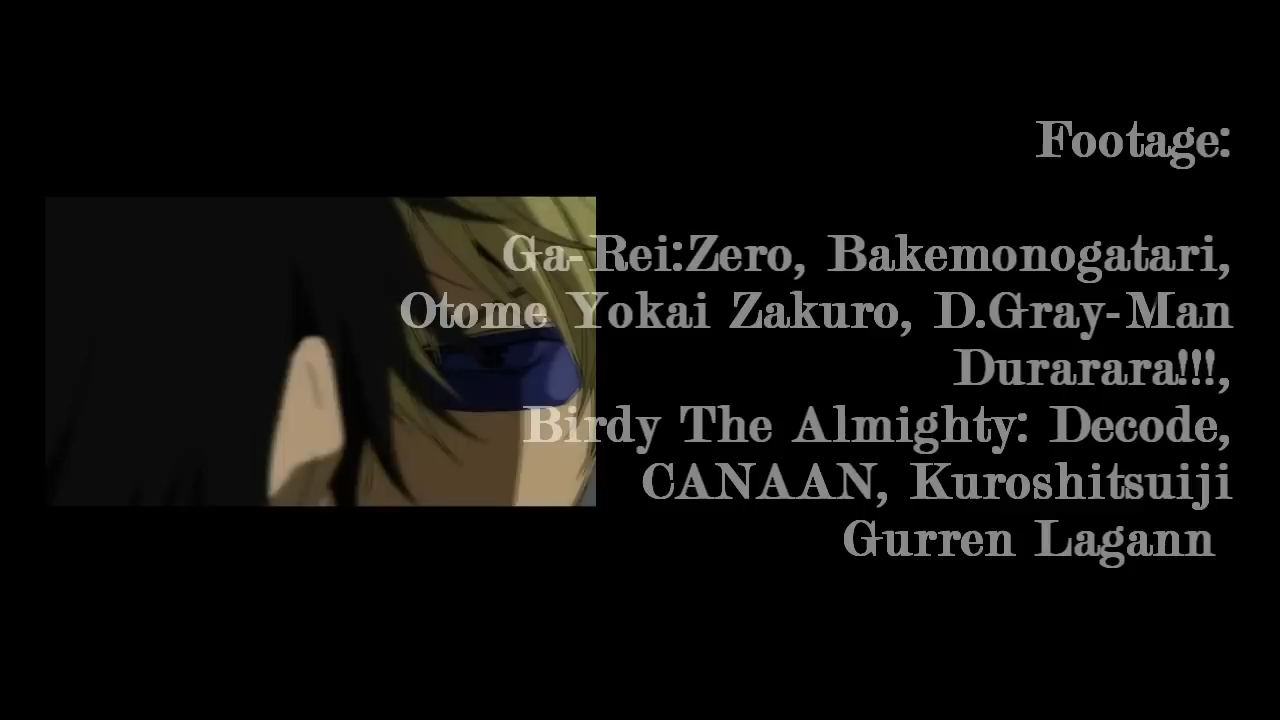 Footage:
Ga-Rei:Zero, Bakemonogatari,
Otome Yokai Zakuro, D.Gray-Man
Durarara!!!,
Birdy The Almighty: Decode,
CANAAN, Kuroshitsuiji
Gurren Lagann